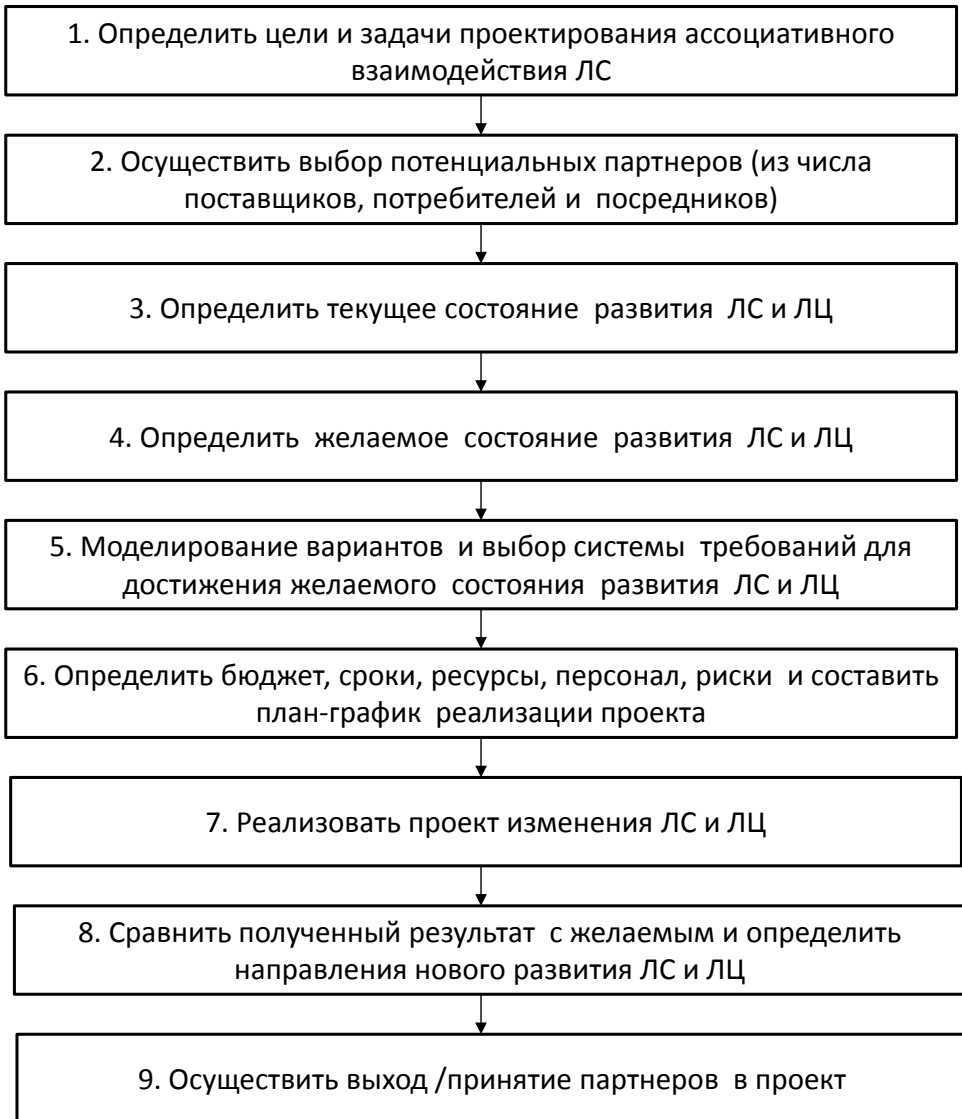 1. Определить цели и задачи проектирования ассоциативного
взаимодействия ЛС
2. Осуществить выбор потенциальных партнеров (из числа
поставщиков, потребителей и посредников)
3. Определить текущее состояние развития ЛС и ЛЦ
4. Определить желаемое состояние развития ЛС и ЛЦ
5. Моделирование вариантов и выбор системы требований для
достижения желаемого состояния развития ЛС и ЛЦ
6. Определить бюджет, сроки, ресурсы, персонал, риски и составить
план-график реализации проекта
7. Реализовать проект изменения ЛС и ЛЦ
8. Сравнить полученный результат с желаемым и определить
направления нового развития ЛС и ЛЦ
9. Осуществить выход /принятие партнеров в проект